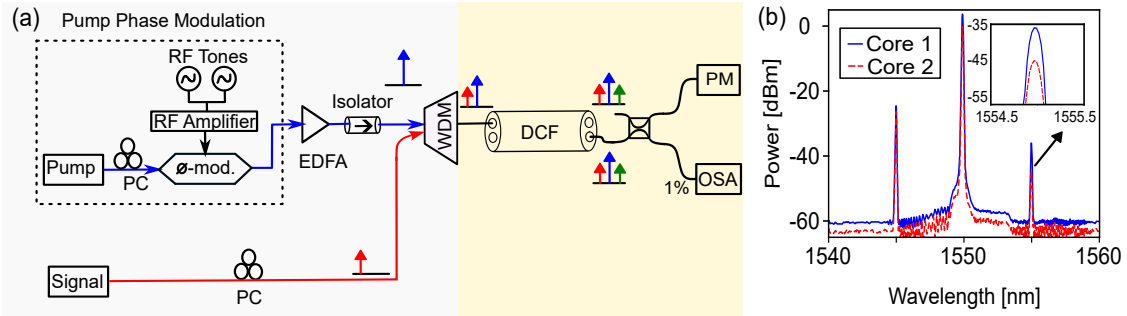 (a)
Pump Phase Modulation
RF Tones
RF Amplifier
Pump
PC
ø-mod.
EDFA
Isolator
WDM
DCF
PM
OSA
1%
Signal
PC
(b)
Core 1
Core 2
-35
-45
-55
1554.5
1555.5
0
-20
-40
-60
Power [dBm]
1540
1550
1560
Wavelength [nm]